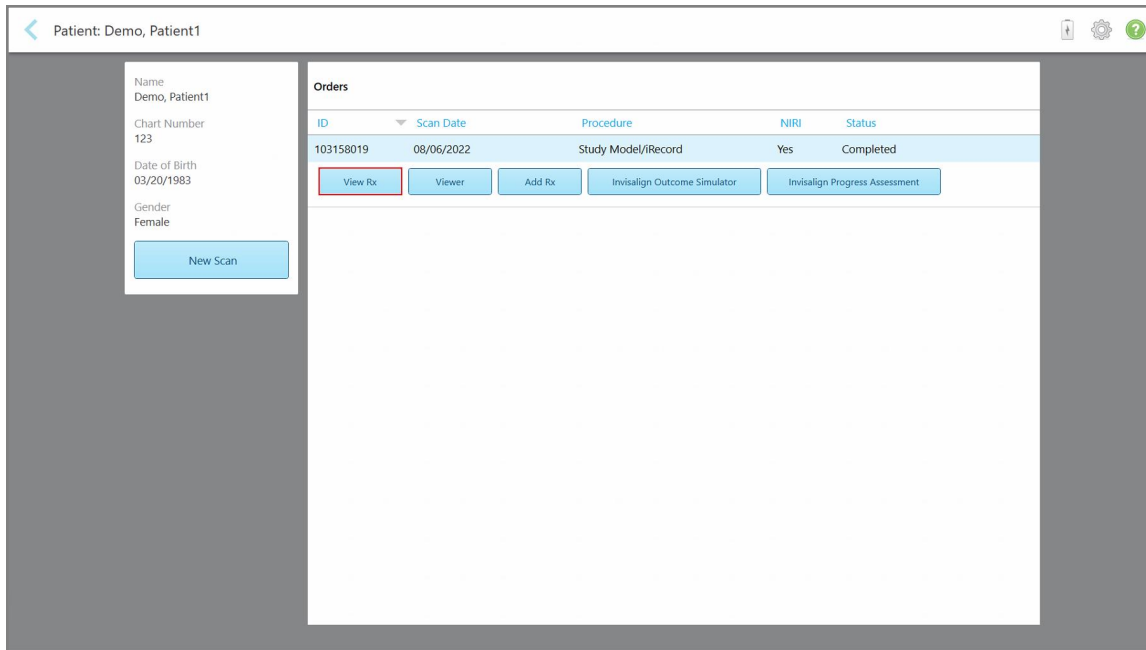 Patient: Demo, Patient1
?
Name
Demo, Patient1
Chart Number
123
Date of Birth
03/20/1983
Gender
Female
New Scan
Orders
ID Scan Date Procedure NIRI Status
103158019 08/06/2022 Study Model/iRecord Yes Completed
View Rx Viewer Add Rx Invisalign Outcome Simulator Invisalign Progress Assessment